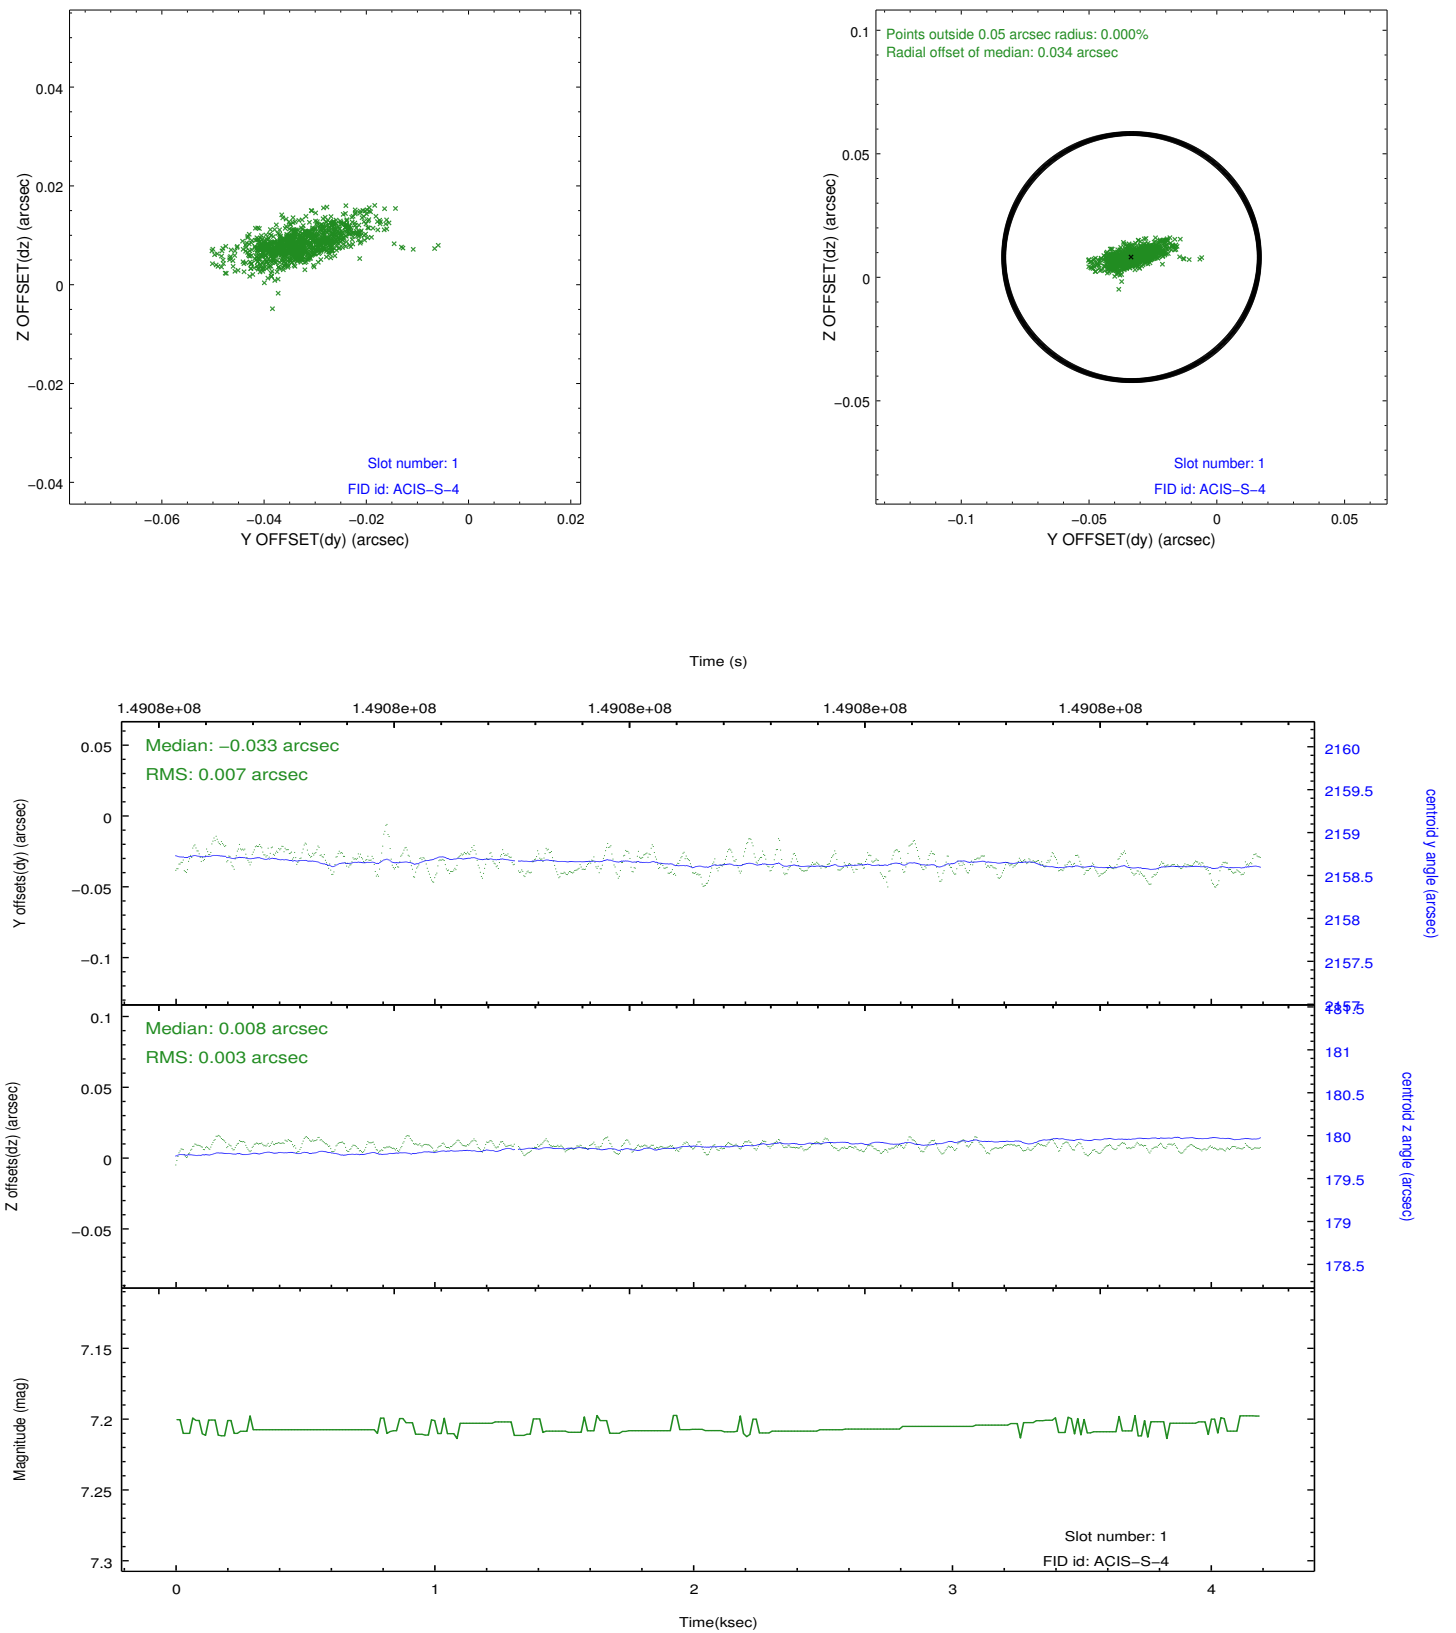 0.04
0.02
0
−0.02
−0.04
Z OFFSET(dz) (arcsec)
Slot number: 1
FID id: ACIS−S−4
−0.06
−0.04
−0.02
0
0.02
Y OFFSET(dy) (arcsec)
Points outside 0.05 arcsec radius: 0.000%
Radial offset of median: 0.034 arcsec
0.1
0.05
0
−0.05
Z OFFSET(dz) (arcsec)
Slot number: 1
FID id: ACIS−S−4
−0.1
−0.05
0
0.05
Y OFFSET(dy) (arcsec)
Time (s)
1.4908e+08
1.4908e+08
1.4908e+08
1.4908e+08
1.4908e+08
Median: −0.033 arcsec
RMS: 0.007 arcsec
0.05
0
−0.05
−0.1
Y offsets(dy) (arcsec)
2160
2159.5
2159
2158.5
2158
2157.5
2157
centroid y angle (arcsec)
Median: 0.008 arcsec
RMS: 0.003 arcsec
0.1
0.05
0
−0.05
Z offsets(dz) (arcsec)
181.5
181
180.5
180
179.5
179
178.5
centroid z angle (arcsec)
7.15
7.2
7.25
7.3
Magnitude (mag)
Slot number: 1
FID id: ACIS−S−4
0
1
2
3
4
Time(ksec)